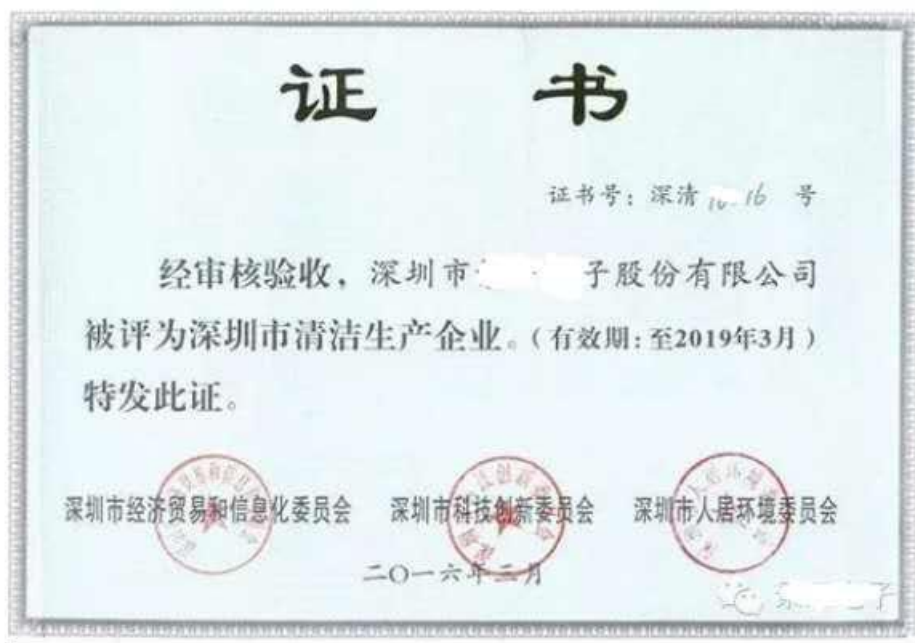 证 书
证书号：深清 16 号
经审核验收，深圳市 子股份有限公司
被评为深圳市清洁生产企业。（有效期：至2019年3月）
特发此证。
深圳市经济贸易和信息化委员会 深圳市科技创新委员会 深圳市人居环境委员会
二〇一六年三月
子